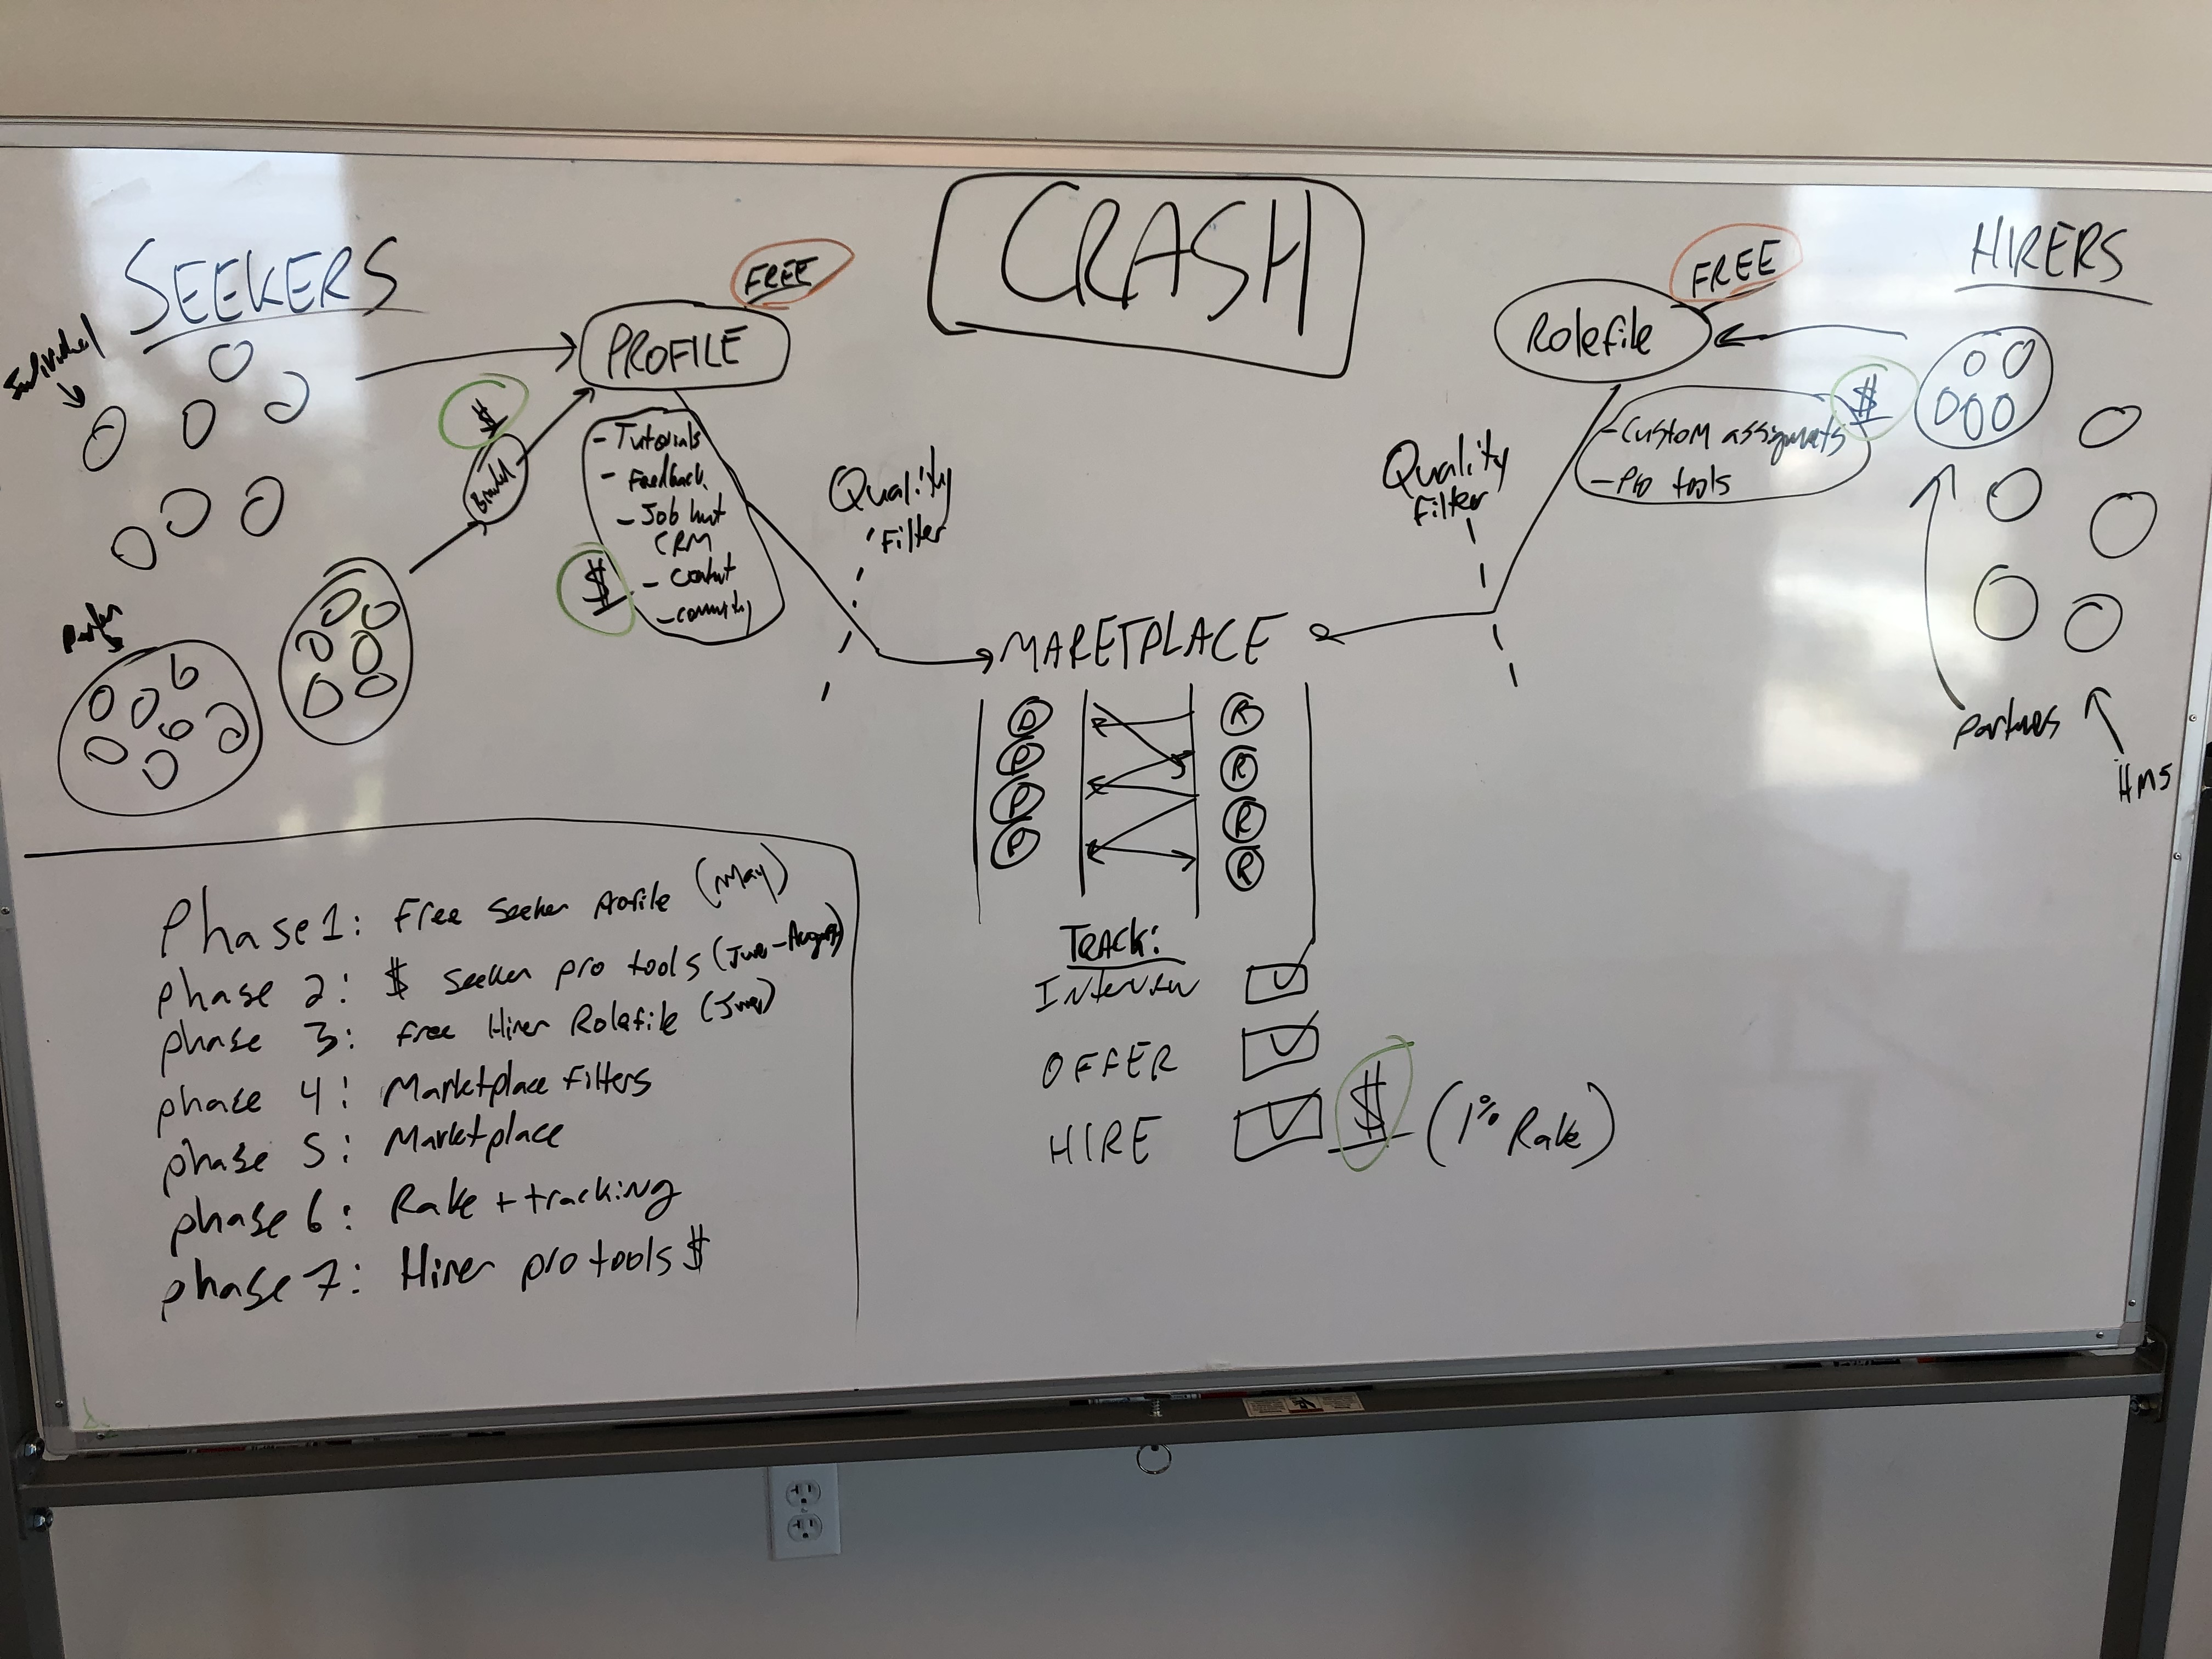 CRASH
SEEKERS
Individual
FREE
PROFILE
$
Branded
- Tutorials
- Feedback
- Job hunt
CRM
- Content
- community
$
Quality
Filter
HIRERS
FREE
Rolefile
$
- Custom assignments
- Pro tools
Quality
Filter
partners
HMS
MARETPLACE
P R
P R
P R
P R
TRACK:
Interview
OFFER
HIRE $ (1% Rake)
Phase 1: Free Seeker Profile (May)
phase 2: $ Seeker pro tools (June-August)
phase 3: Free Hirer Rolefile (June)
phase 4: Marketplace Filters
phase 5: Marketplace
phase 6: Rake + tracking
phase 7: Hirer pro tools $